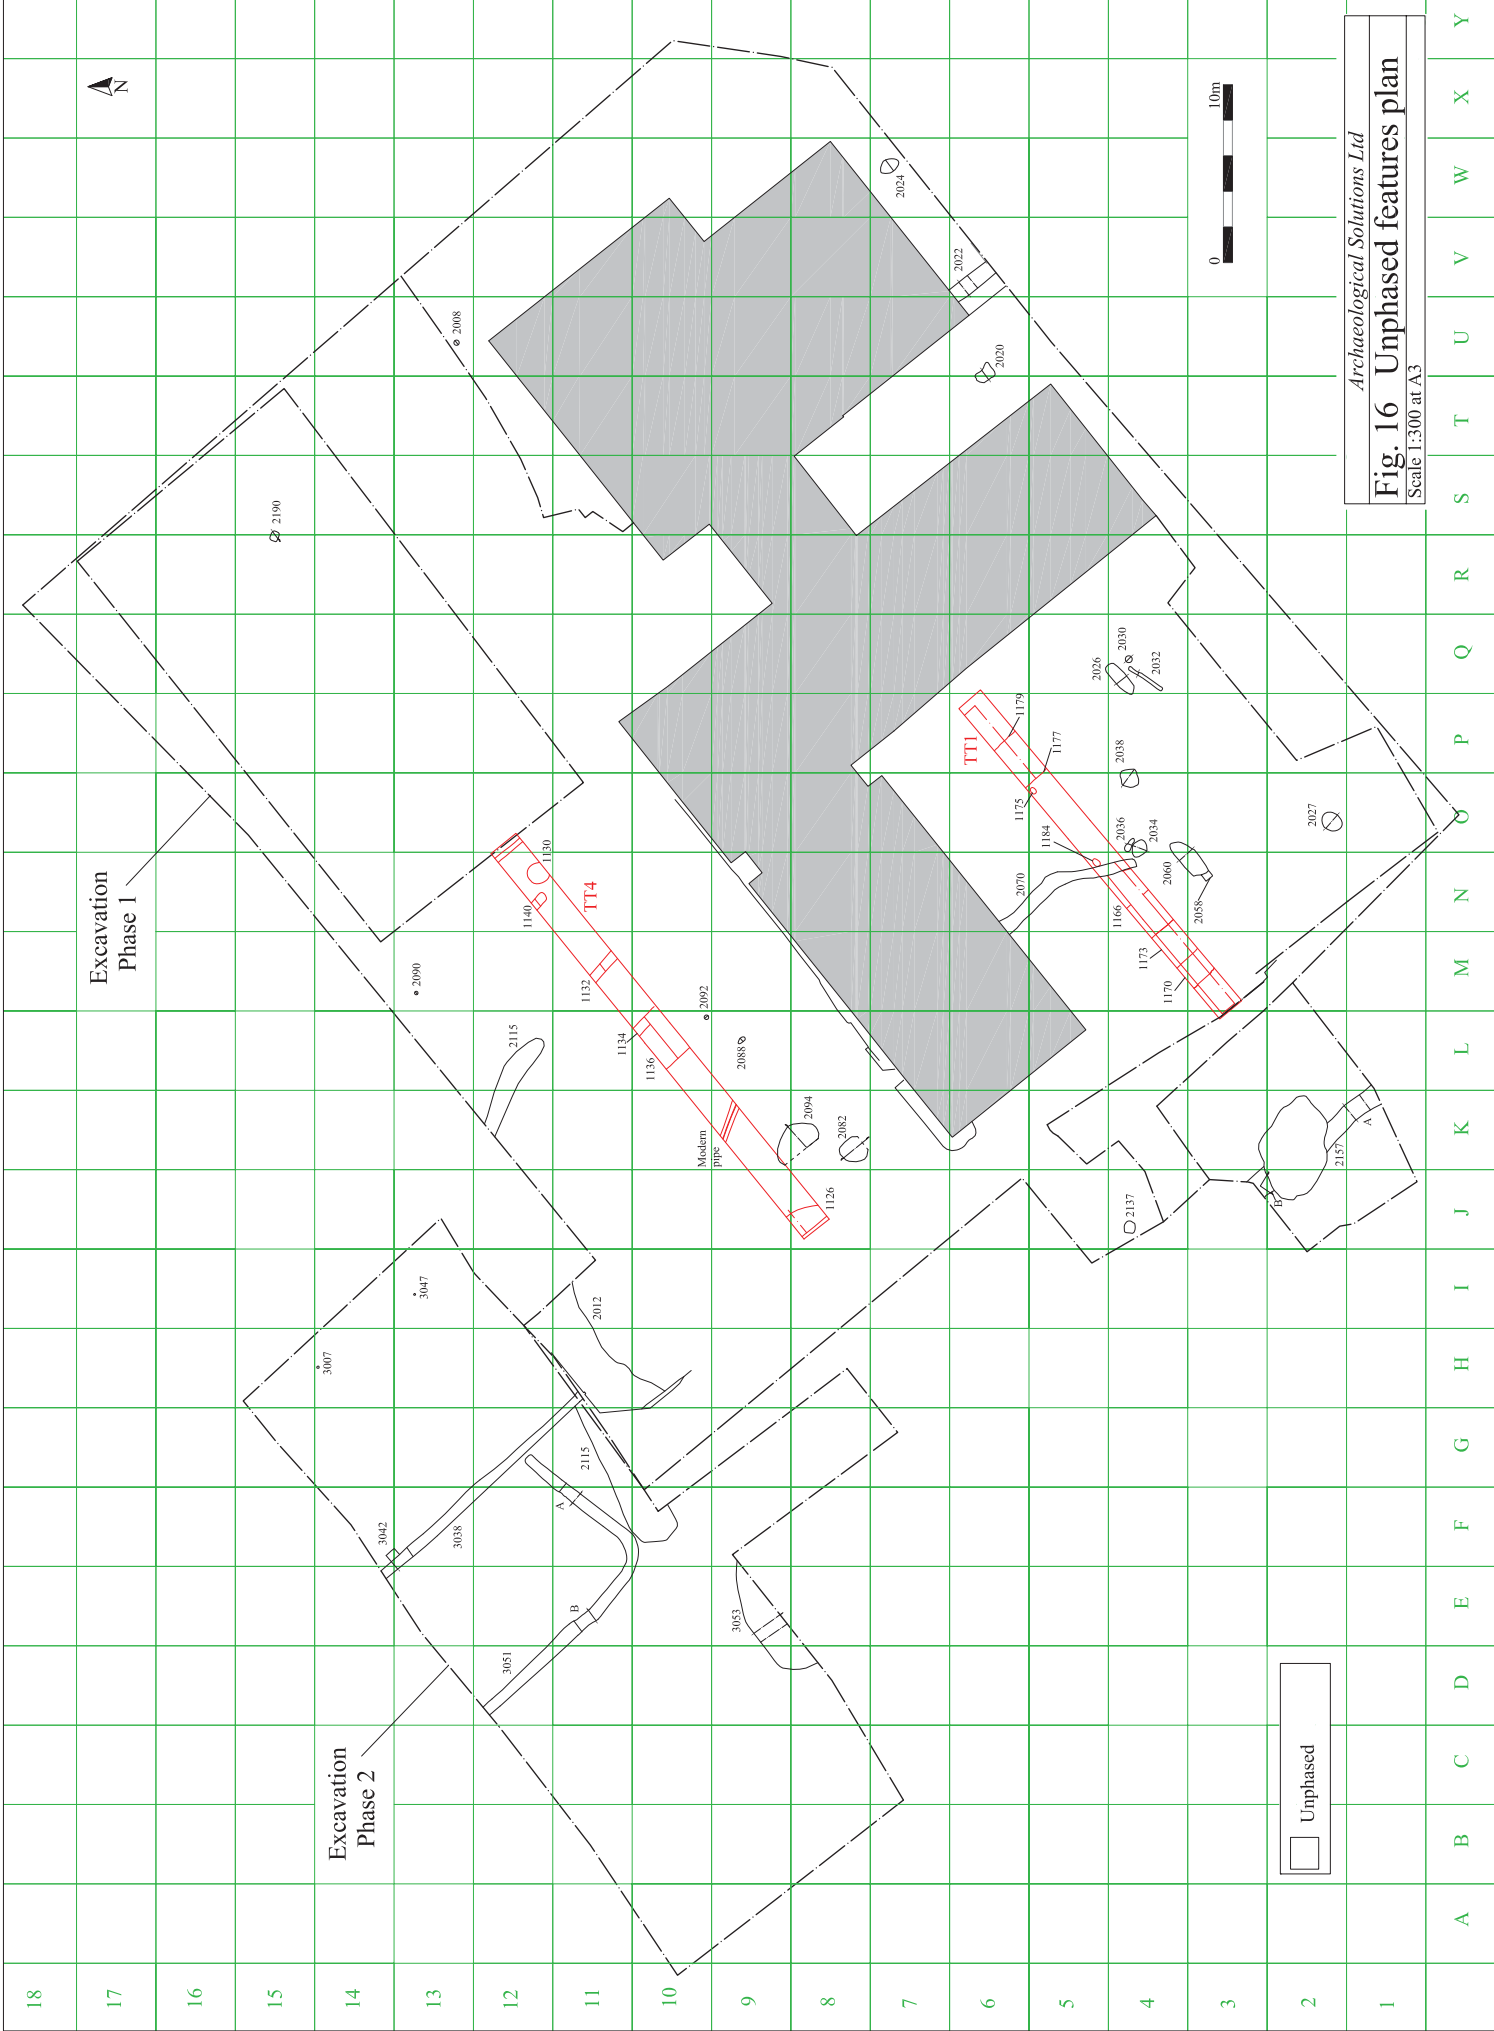 Archaeological Solutions Ltd
Fig. 16 Unphased features plan
Scale 1:300 at A3
N
0
10m
Unphased
Excavation
Phase 1
Excavation
Phase 2
18
17
16
15
14
13
12
11
10
9
8
7
6
5
4
3
2
1
A
B
C
D
E
F
G
H
I
J
K
L
M
N
O
P
Q
R
S
T
U
V
W
X
Y
2190
2008
2024
2022
2020
2090
2115
2092
2088
2094
2082
TT4
1130
1140
1132
1134
1136
Modern
pipe
1126
TT1
1179
1177
1175
1184
1166
1173
1170
2070
2026
2030
2032
2038
2036
2034
2060
2058
2027
2137
2157
A
B
3047
3007
2012
2115
3042
3038
A
B
3051
3053